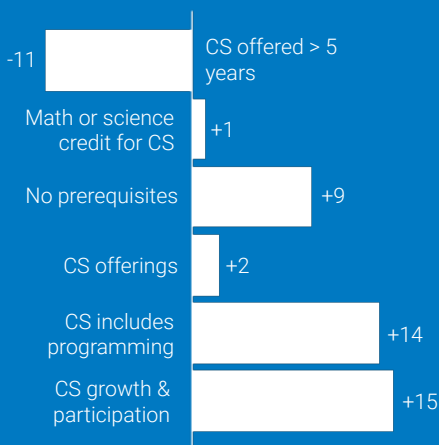 -11
CS offered > 5
years
Math or science
credit for CS
+1
No prerequisites
+9
CS offerings
+2
CS includes
programming
+14
CS growth &
participation
+15